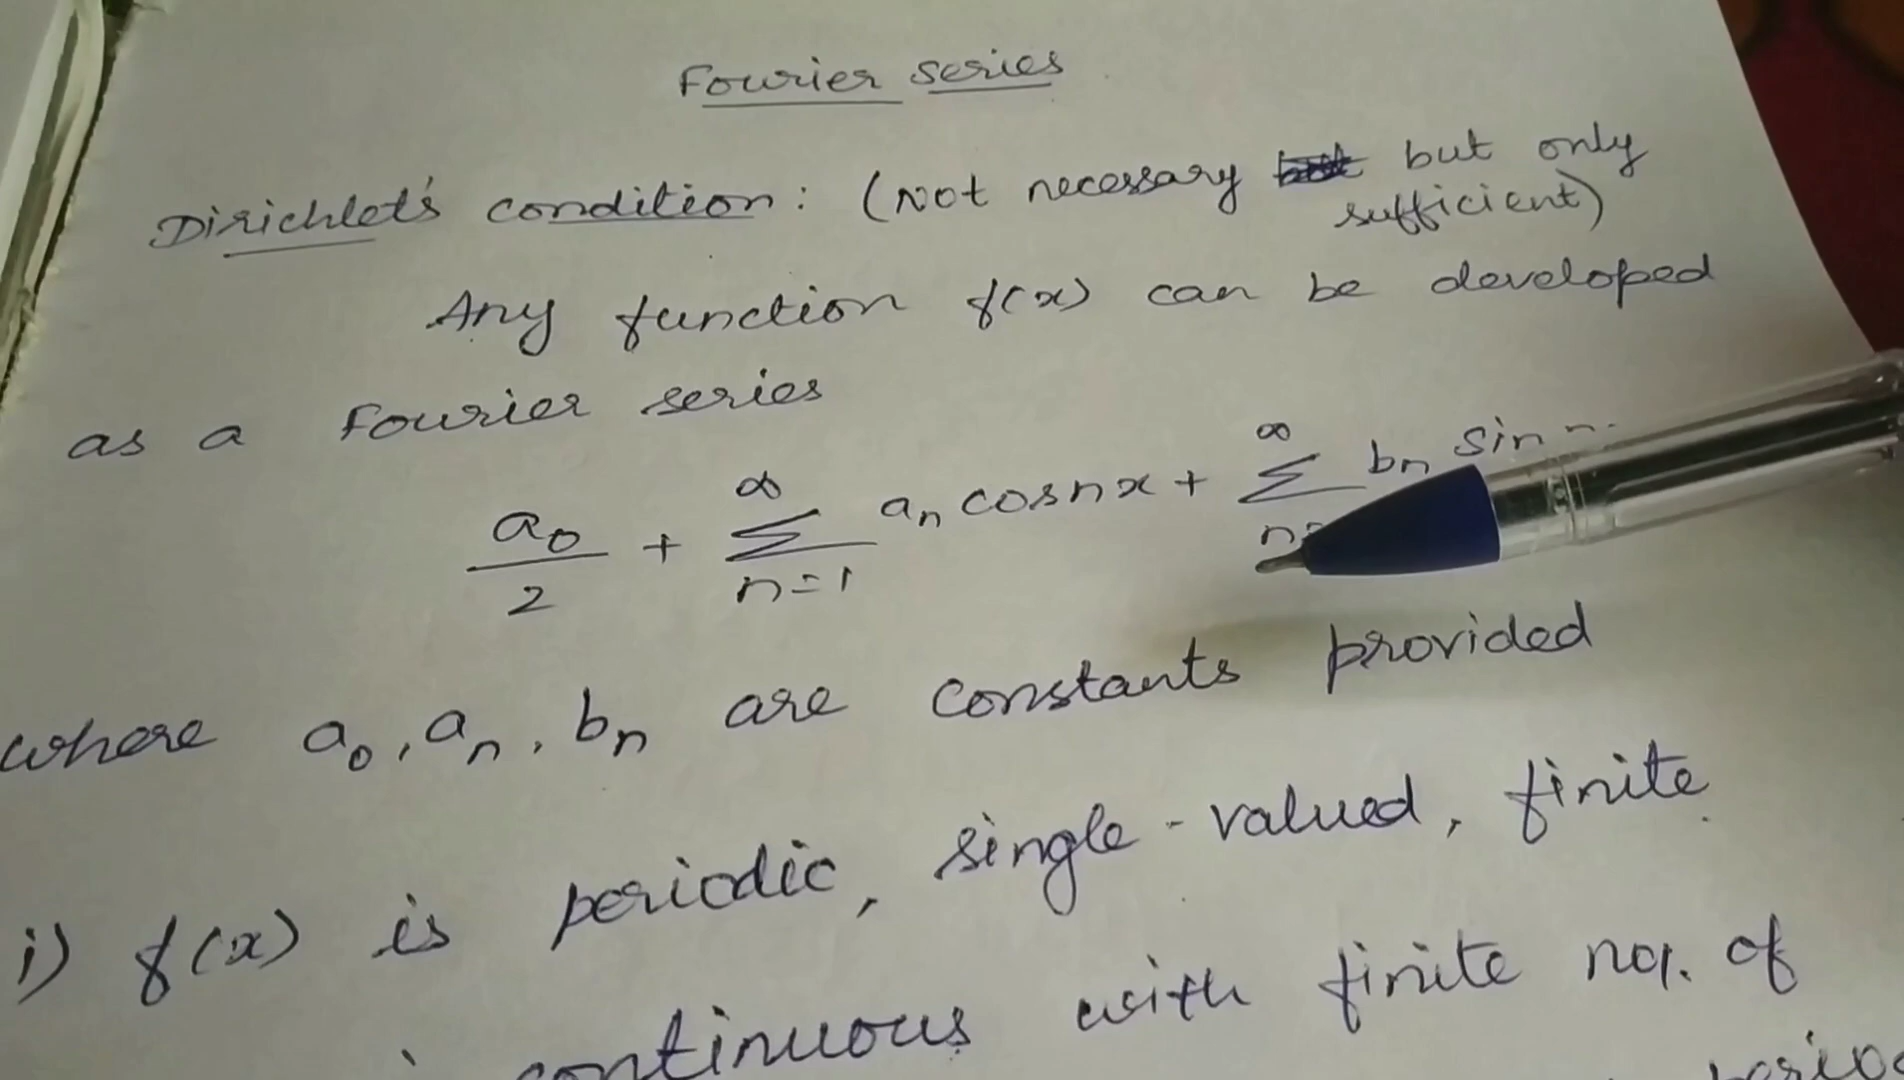 Fourier series
Dirichlet's condition: (Not necessary but only
sufficient)
Any function f(x) can be developed
as a Fourier series
a₀/2 + ∞∑n=1 aₙ cosnx + ∞∑n= bₙ sin n
where a₀, aₙ, bₙ are constants provided
i) f(x) is periodic, single-valued, finite
continuous with finite no. of